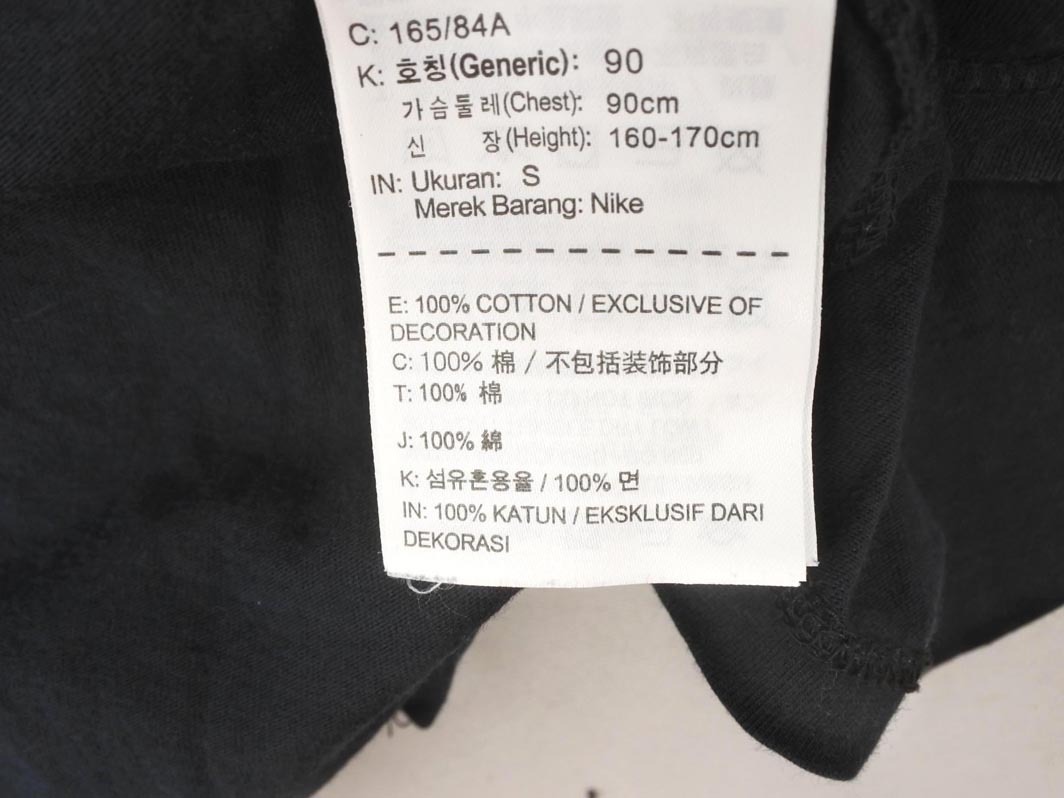 C: 165/84A
K: 호칭(Generic): 90
가슴둘레(Chest): 90cm
신 장(Height): 160-170cm
IN: Ukuran: S
Merek Barang: Nike
E: 100% COTTON / EXCLUSIVE OF
DECORATION
C: 100% 棉 / 不包括装饰部分
T: 100% 棉
J: 100% 綿
K: 섬유혼용율 / 100% 면
IN: 100% KATUN / EKSKLUSIF DARI
DEKORASI